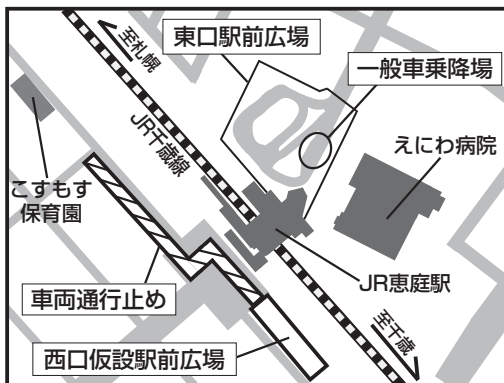 至札幌
東口駅前広場
一般車乗降場
JR千歳線
えにわ病院
こすもす
保育園
JR恵庭駅
車両通行止め
至千歳
西口仮設駅前広場